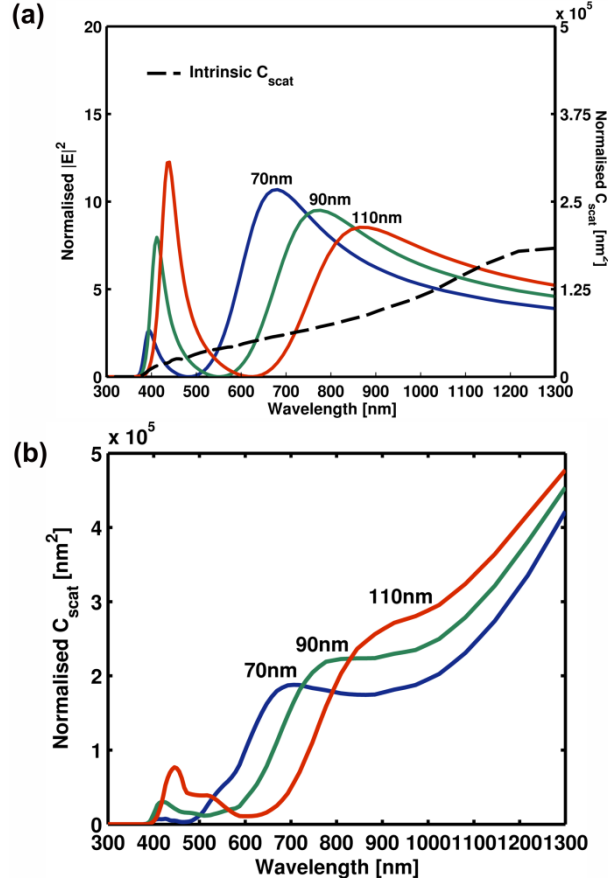 (a)
x 10^5
20
15
10
5
0
Normalised |E|^2
Intrinsic C_scat
70nm
90nm
110nm
5
3.75
2.5
1.25
0
Normalised C_scat [nm^2]
300 400 500 600 700 800 900 1000 1100 1200 1300
Wavelength [nm]
(b)
x 10^5
5
4
3
2
1
0
Normalised C_scat [nm^2]
70nm
90nm
110nm
300 400 500 600 700 800 900 1000 1100 1200 1300
Wavelength [nm]